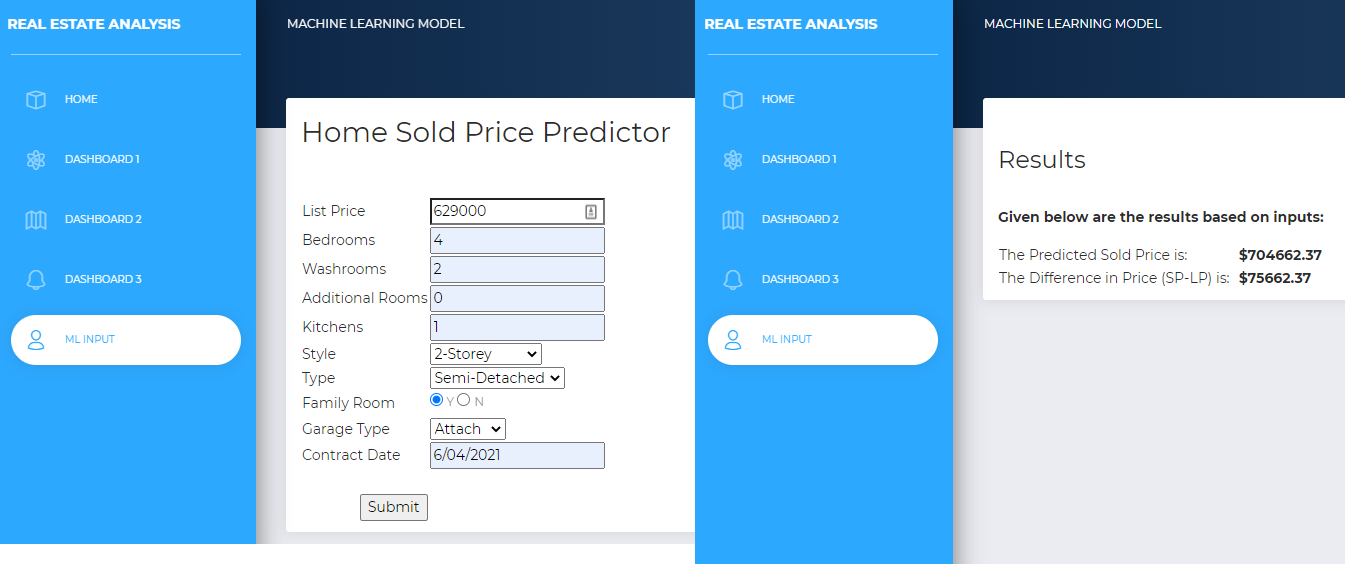 REAL ESTATE ANALYSIS
HOME
DASHBOARD 1
DASHBOARD 2
DASHBOARD 3
ML INPUT
MACHINE LEARNING MODEL
Home Sold Price Predictor
List Price 629000
Bedrooms 4
Washrooms 2
Additional Rooms 0
Kitchens 1
Style 2-Storey
Type Semi-Detached
Family Room Y N
Garage Type Attach
Contract Date 6/04/2021
Submit
REAL ESTATE ANALYSIS
HOME
DASHBOARD 1
DASHBOARD 2
DASHBOARD 3
ML INPUT
MACHINE LEARNING MODEL
Results
Given below are the results based on inputs:
The Predicted Sold Price is: $704662.37
The Difference in Price (SP-LP) is: $75662.37